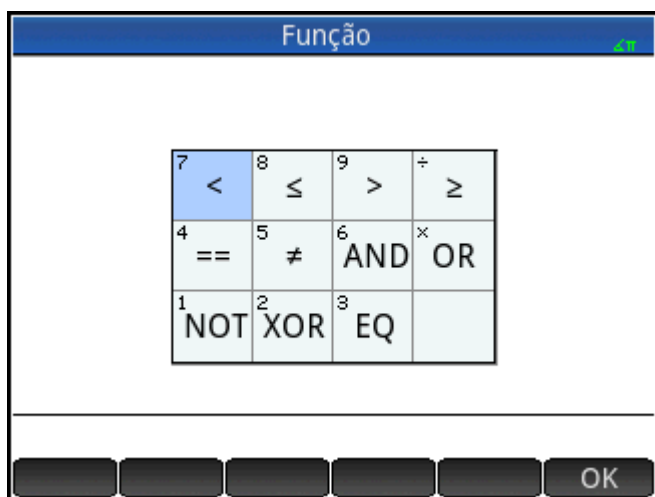 Função
∡π
7 < 8 ≤ 9 > ÷ ≥
4 == 5 ≠ 6 AND × OR
1 NOT 2 XOR 3 EQ
OK